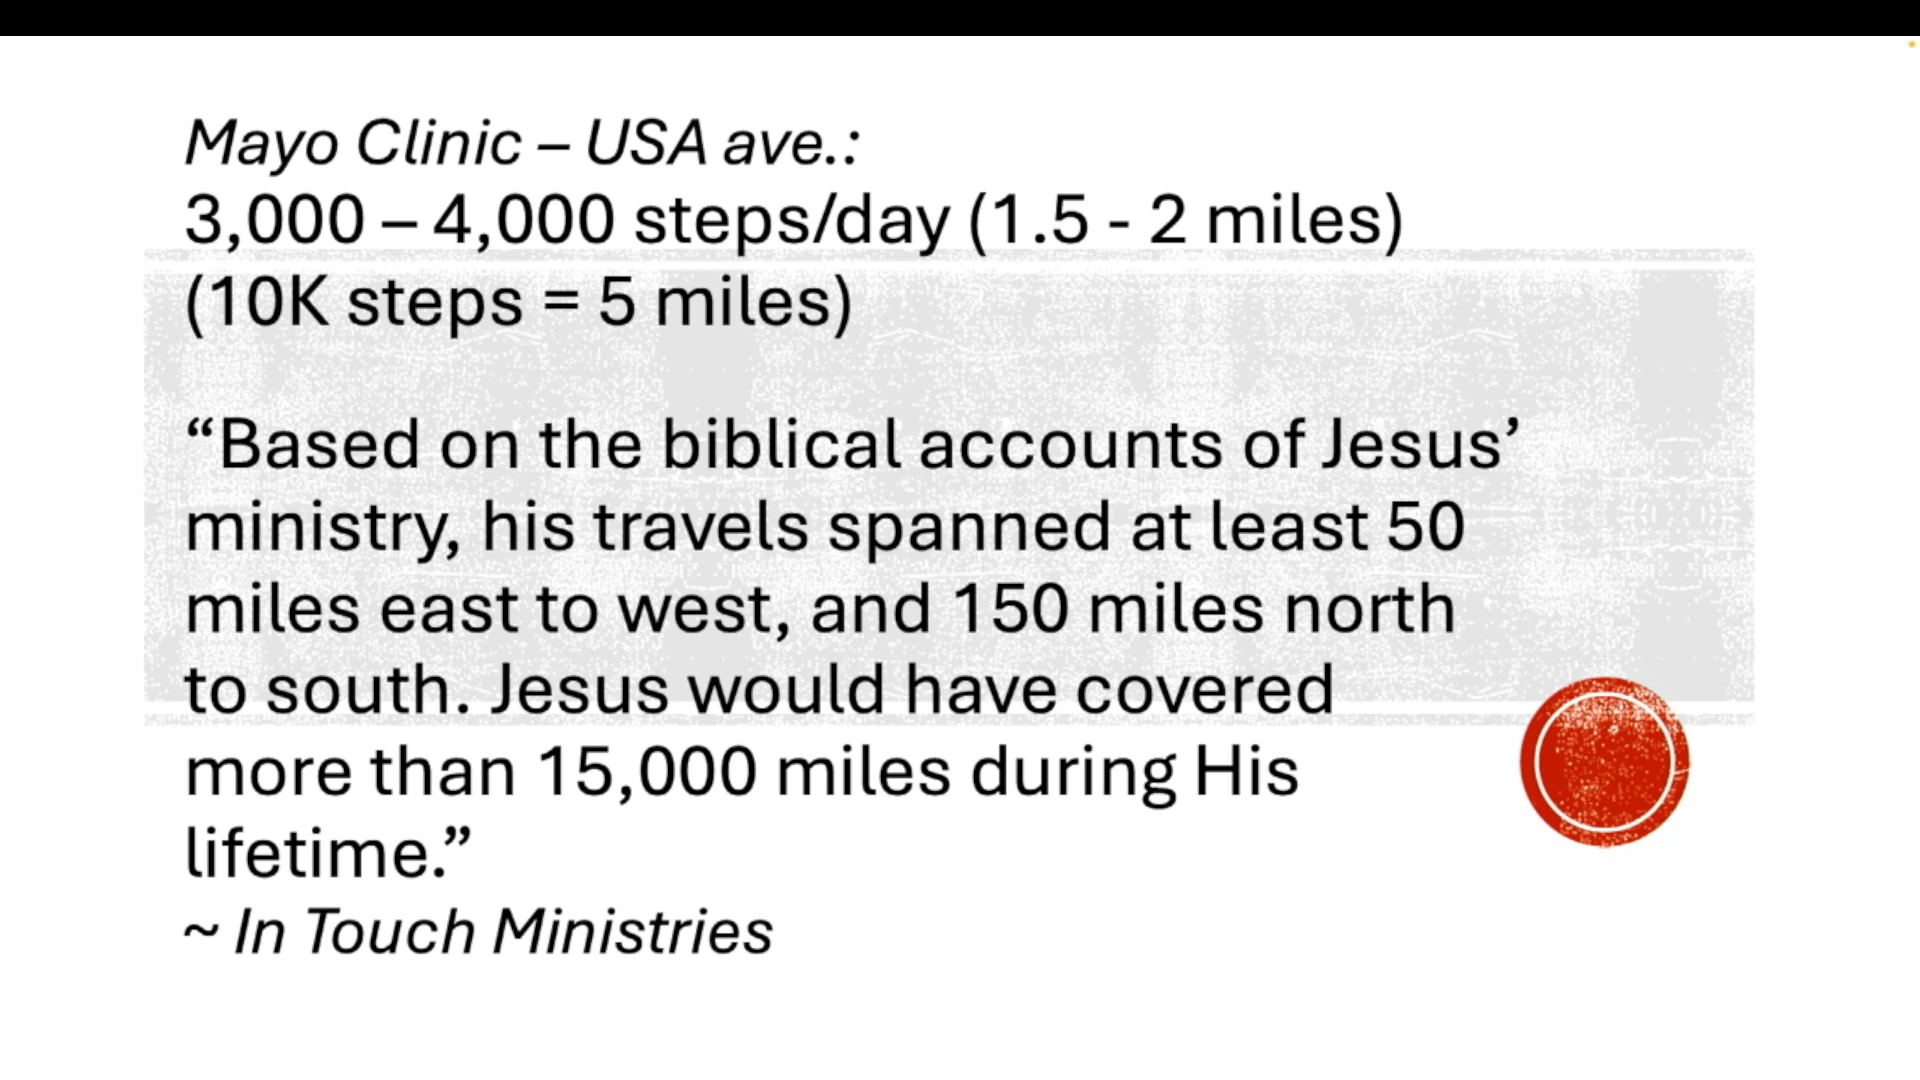 Mayo Clinic – USA ave.:
3,000 – 4,000 steps/day (1.5 - 2 miles)
(10K steps = 5 miles)
“Based on the biblical accounts of Jesus’
ministry, his travels spanned at least 50
miles east to west, and 150 miles north
to south. Jesus would have covered
more than 15,000 miles during His
lifetime.”
~ In Touch Ministries